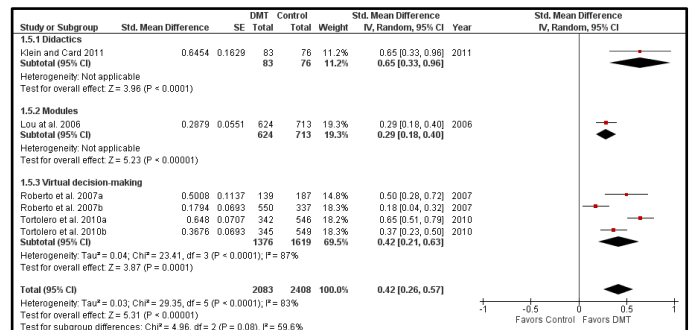 DMT Control Std. Mean Difference Std. Mean Difference
Study or Subgroup Std. Mean Difference SE Total Total Weight IV, Random, 95% CI Year IV, Random, 95% CI
1.5.1 Didactics
Klein and Card 2011 0.6454 0.1629 83 76 11.2% 0.65 [0.33, 0.96] 2011
Subtotal (95% CI) 83 76 11.2% 0.65 [0.33, 0.96]
Heterogeneity: Not applicable
Test for overall effect: Z = 3.96 (P < 0.0001)
1.5.2 Modules
Lou at al. 2006 0.2879 0.0551 624 713 19.3% 0.29 [0.18, 0.40] 2006
Subtotal (95% CI) 624 713 19.3% 0.29 [0.18, 0.40]
Heterogeneity: Not applicable
Test for overall effect: Z = 5.23 (P < 0.00001)
1.5.3 Virtual decision-making
Roberto et al. 2007a 0.5008 0.1137 139 187 14.8% 0.50 [0.28, 0.72] 2007
Roberto et al. 2007b 0.1794 0.0693 550 337 18.3% 0.18 [0.04, 0.32] 2007
Tortolero et al. 2010a 0.648 0.0707 342 546 18.2% 0.65 [0.51, 0.79] 2010
Tortolero et al. 2010b 0.3676 0.0693 345 549 18.3% 0.37 [0.23, 0.50] 2010
Subtotal (95% CI) 1376 1619 69.5% 0.42 [0.21, 0.63]
Heterogeneity: Tau² = 0.04; Chi² = 23.41, df = 3 (P < 0.0001); I² = 87%
Test for overall effect: Z = 3.87 (P = 0.0001)
Total (95% CI) 2083 2408 100.0% 0.42 [0.26, 0.57]
Heterogeneity: Tau² = 0.03; Chi² = 29.35, df = 5 (P < 0.0001); I² = 83%
Test for overall effect: Z = 5.31 (P < 0.00001)
Test for subgroup differences: Chi² = 4.96, df = 2 (P = 0.08), I² = 59.6%
-1 -0.5 0 0.5 1
Favors Control Favors DMT